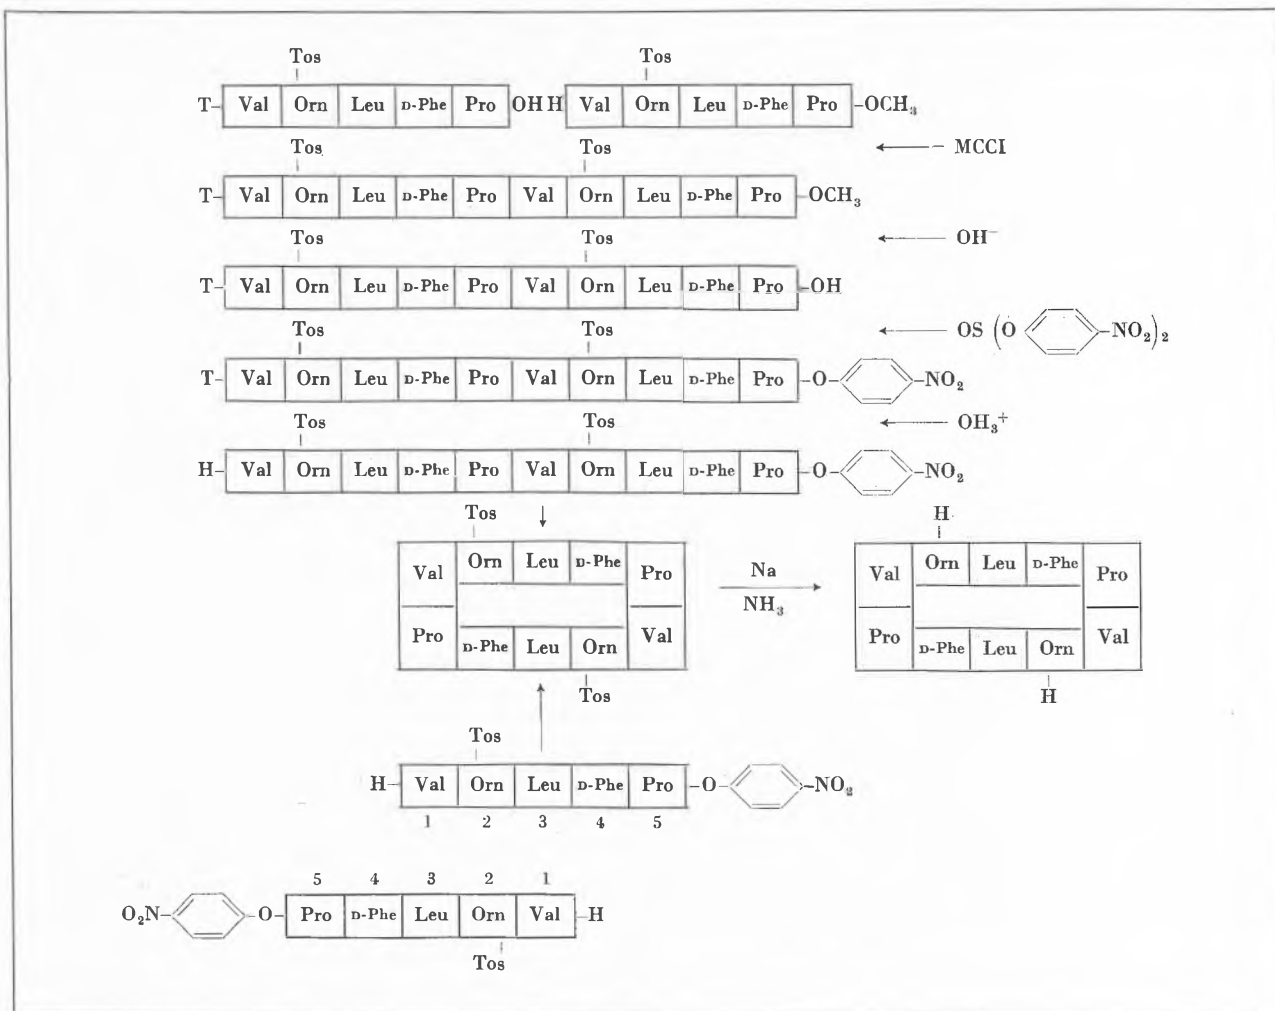 Tos Tos
T- Val Orn Leu D-Phe Pro OH H Val Orn Leu D-Phe Pro -OCH₃
Tos Tos ← MCCI
T- Val Orn Leu D-Phe Pro Val Orn Leu D-Phe Pro -OCH₃
Tos Tos ← OH⁻
T- Val Orn Leu D-Phe Pro Val Orn Leu D-Phe Pro -OH
Tos Tos ← OS (O -NO₂)₂
T- Val Orn Leu D-Phe Pro Val Orn Leu D-Phe Pro -O- -NO₂
Tos Tos ← OH₃⁺
H- Val Orn Leu D-Phe Pro Val Orn Leu D-Phe Pro -O- -NO₂
Tos H
Val Orn Leu D-Phe Pro Na Val Orn Leu D-Phe Pro
NH₃
Pro D-Phe Leu Orn Val Pro D-Phe Leu Orn Val
Tos H
Tos
H- Val Orn Leu D-Phe Pro -O- -NO₂
1 2 3 4 5
5 4 3 2 1
O₂N- -O- Pro D-Phe Leu Orn Val -H
Tos